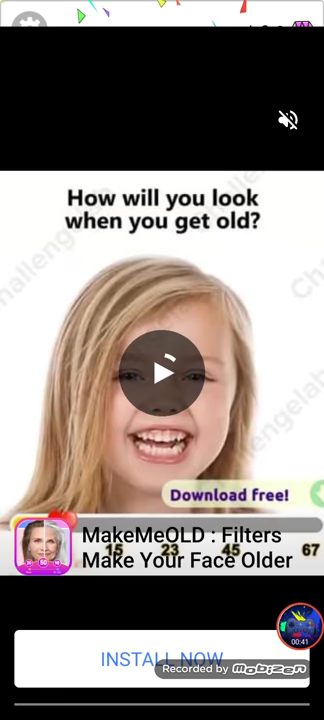 How will you look
when you get old?
Download free!
MakeMeOLD : Filters
Make Your Face Older
15 23 45 67
00:41
INSTALL NOW
Recorded by mobizen